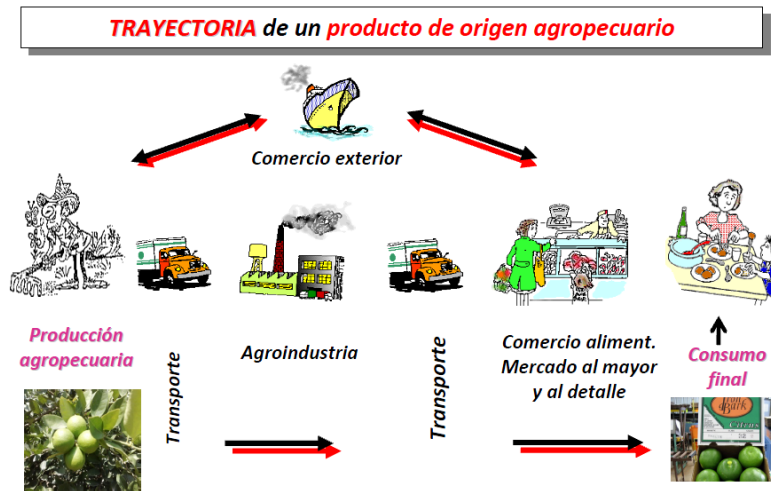 TRAYECTORIA de un producto de origen agropecuario
Comercio exterior
Producción
agropecuaria
Transporte
Agroindustria
Transporte
Comercio aliment.
Mercado al mayor
y al detalle
Consumo
final
Citrus